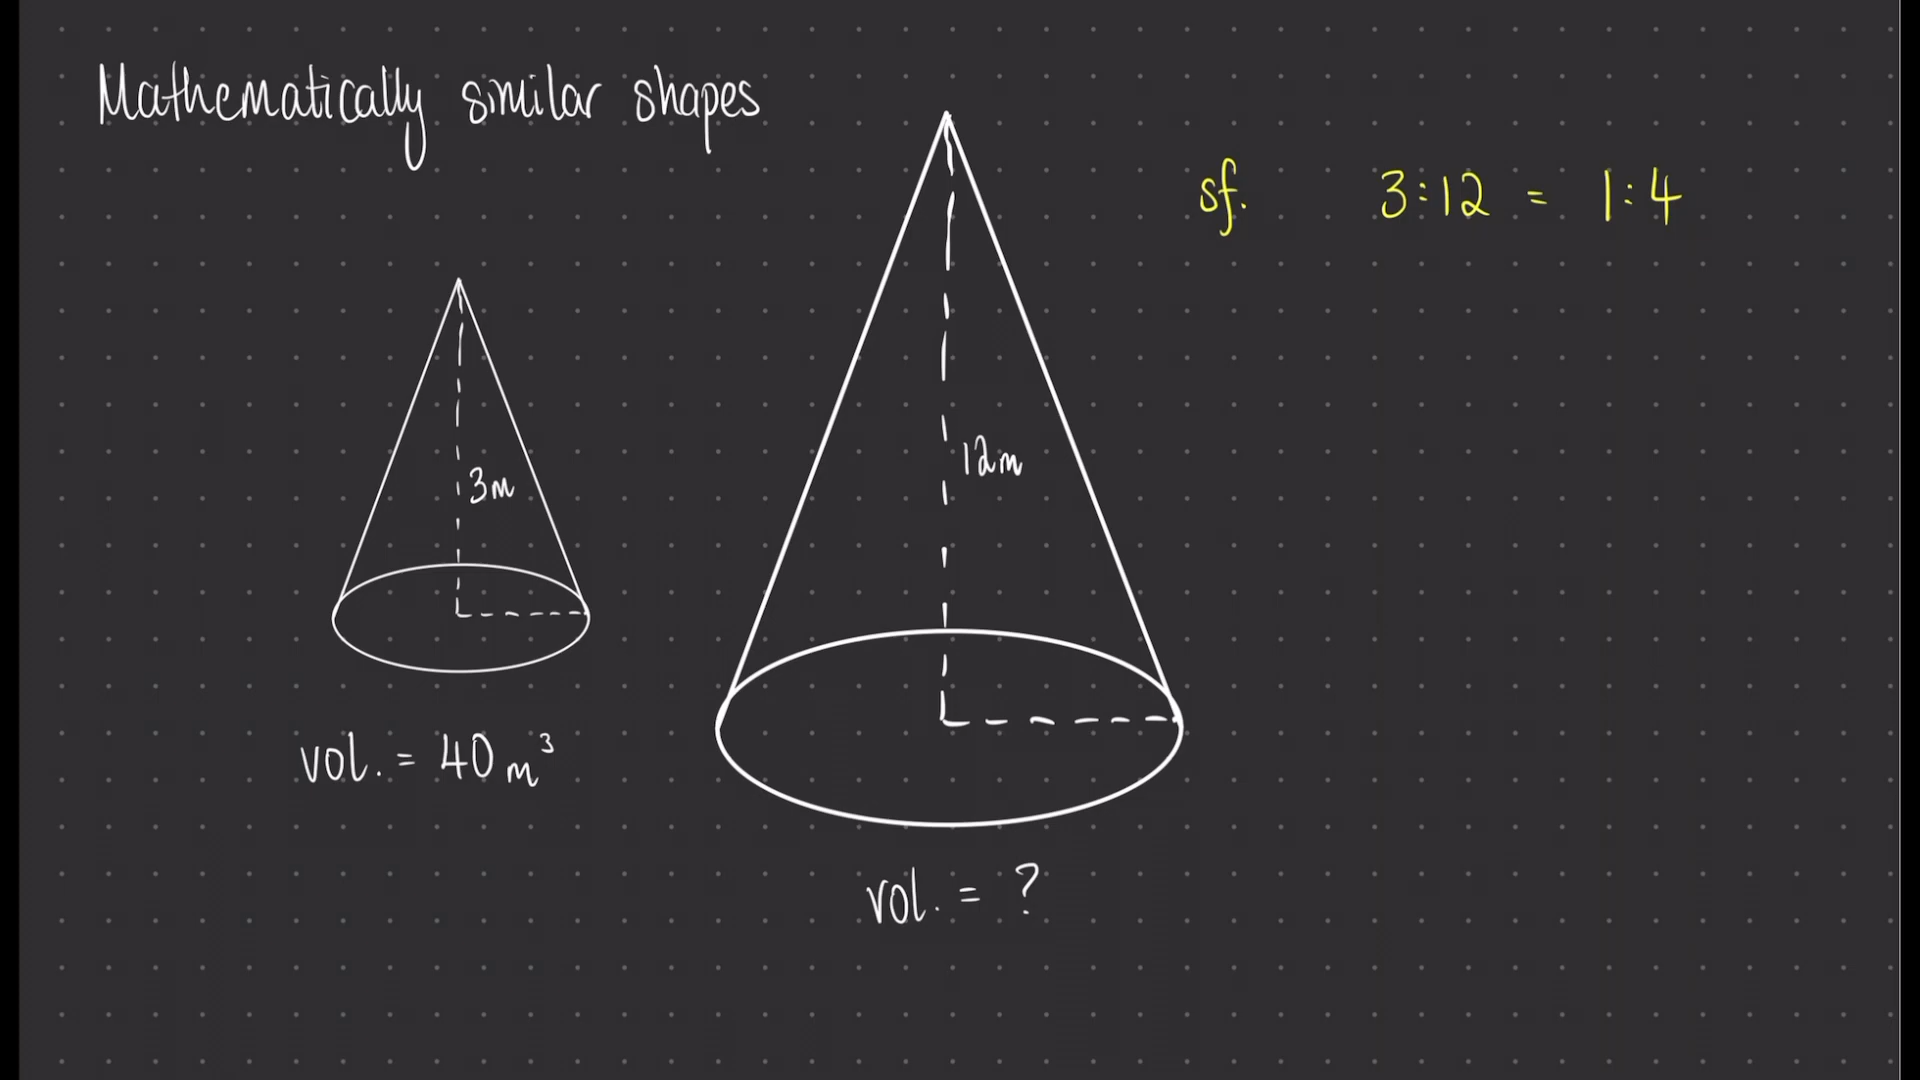 Mathematically similar shapes
sf. 3:12 = 1:4
3m
12m
vol. = 40 m³
vol. = ?